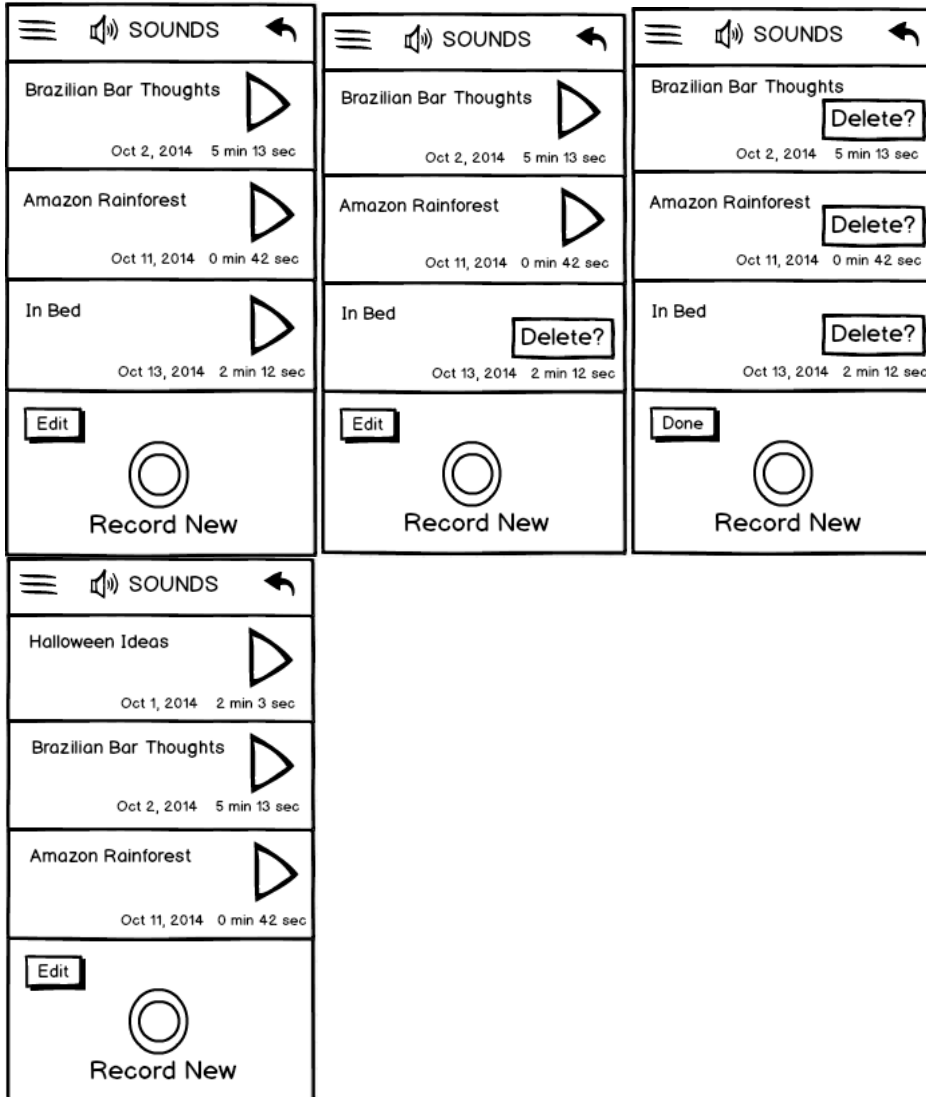 SOUNDS
Brazilian Bar Thoughts
Oct 2, 2014 5 min 13 sec
Amazon Rainforest
Oct 11, 2014 0 min 42 sec
In Bed
Oct 13, 2014 2 min 12 sec
Edit
Record New
SOUNDS
Brazilian Bar Thoughts
Oct 2, 2014 5 min 13 sec
Amazon Rainforest
Oct 11, 2014 0 min 42 sec
In Bed
Delete?
Oct 13, 2014 2 min 12 sec
Edit
Record New
SOUNDS
Brazilian Bar Thoughts
Delete?
Oct 2, 2014 5 min 13 sec
Amazon Rainforest
Delete?
Oct 11, 2014 0 min 42 sec
In Bed
Delete?
Oct 13, 2014 2 min 12 sec
Done
Record New
SOUNDS
Halloween Ideas
Oct 1, 2014 2 min 3 sec
Brazilian Bar Thoughts
Oct 2, 2014 5 min 13 sec
Amazon Rainforest
Oct 11, 2014 0 min 42 sec
Edit
Record New